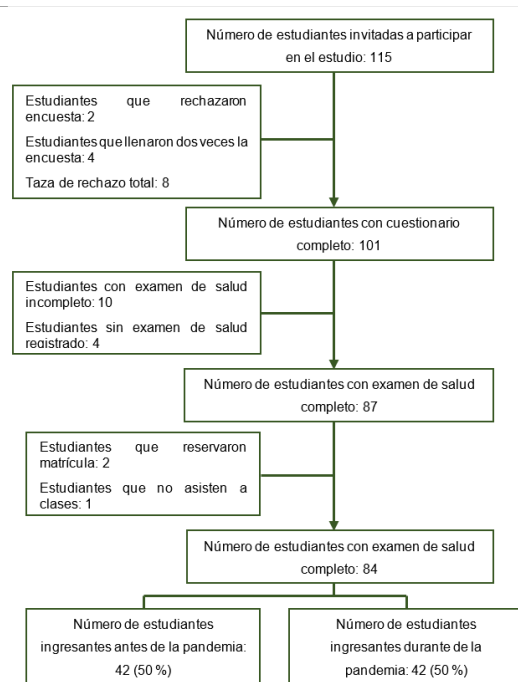 Número de estudiantes invitadas a participar
en el estudio: 115
Estudiantes que rechazaron
encuesta: 2
Estudiantes que llenaron dos veces la
encuesta: 4
Taza de rechazo total: 8
Número de estudiantes con cuestionario
completo: 101
Estudiantes con examen de salud
incompleto: 10
Estudiantes sin examen de salud
registrado: 4
Número de estudiantes con examen de salud
completo: 87
Estudiantes que reservaron
matrícula: 2
Estudiantes que no asisten a
clases: 1
Número de estudiantes con examen de salud
completo: 84
Número de estudiantes
ingresantes antes de la pandemia:
42 (50 %)
Número de estudiantes
ingresantes durante de la
pandemia: 42 (50 %)